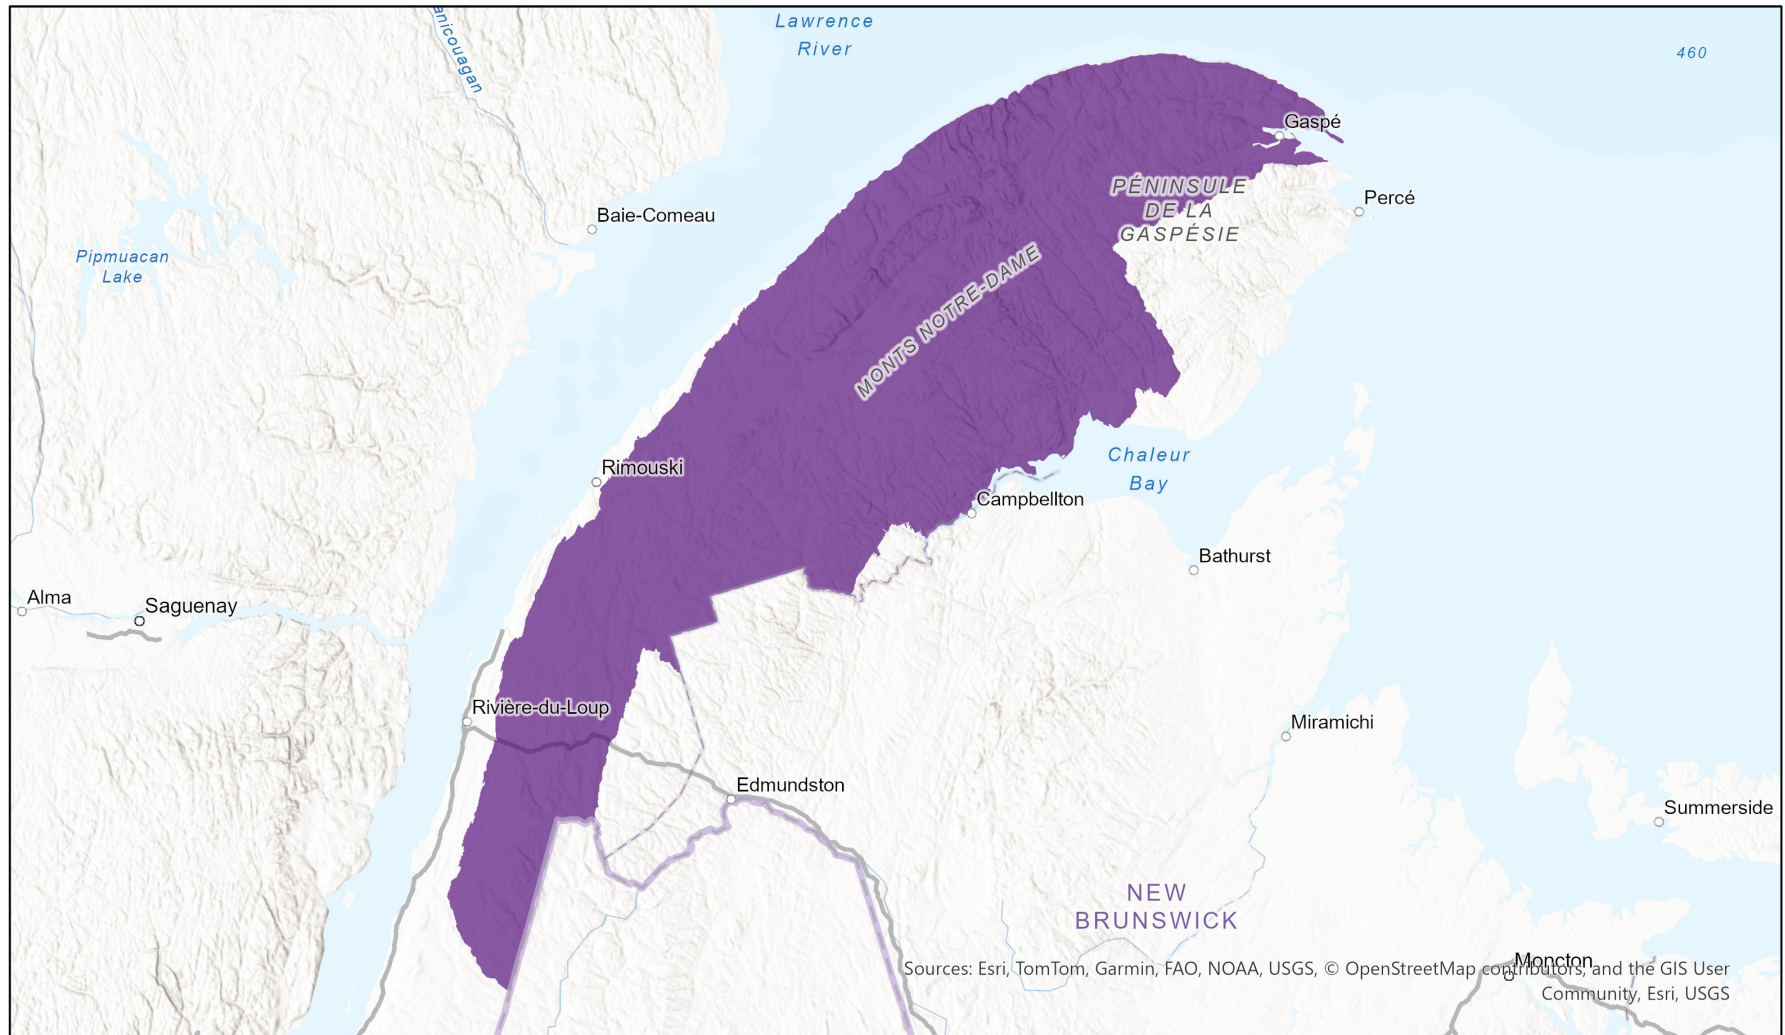 Lawrence
River
anicouagan
460
Gaspé
PÉNINSULE
DE LA
GASPÉSIE
Percé
Baie-Comeau
Pipmuacan
Lake
MONTS NOTRE-DAME
Rimouski
Chaleur
Bay
Campbellton
Bathurst
Alma
Saguenay
Rivière-du-Loup
Miramichi
Edmundston
Summerside
NEW
BRUNSWICK
Moncton
Sources: Esri, TomTom, Garmin, FAO, NOAA, USGS, © OpenStreetMap contributors, and the GIS User
Community, Esri, USGS